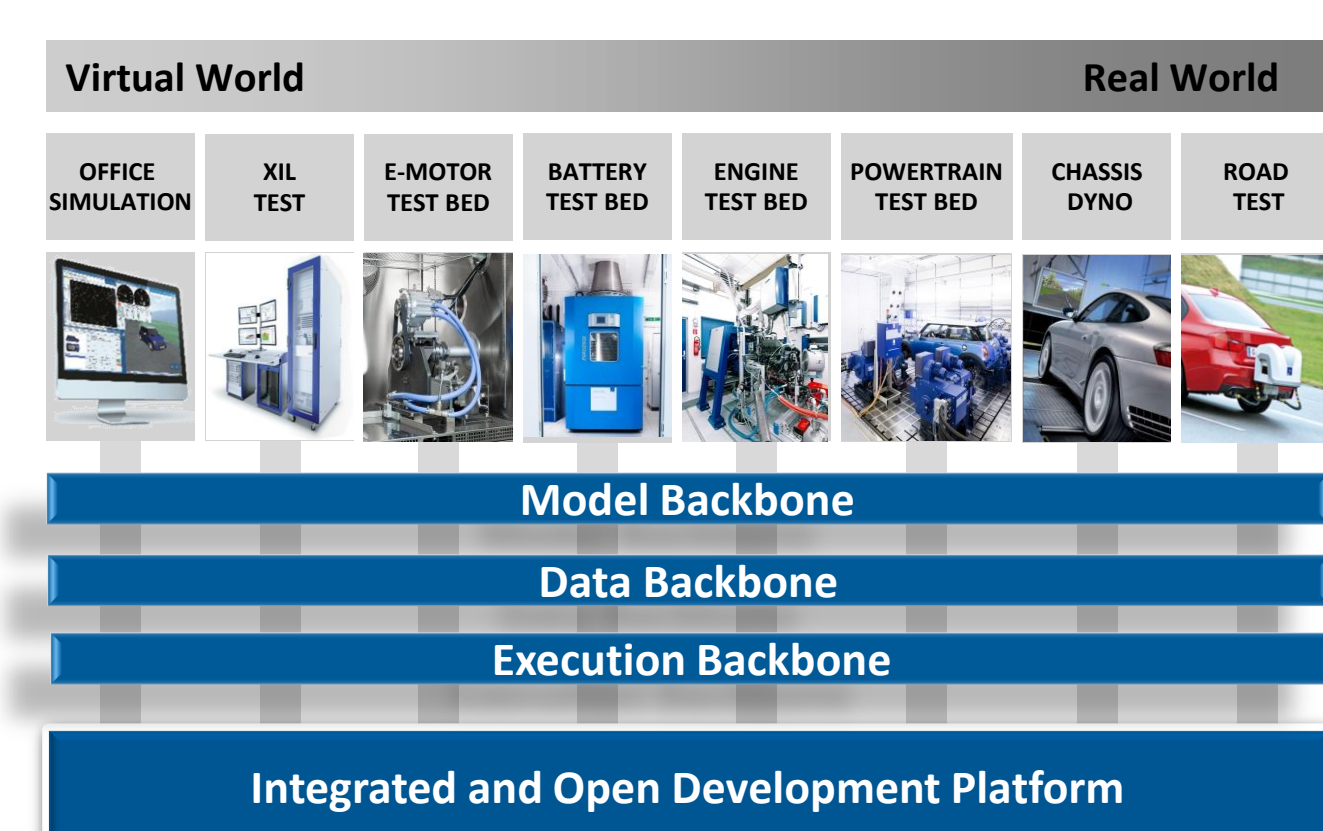 Virtual World
Real World
OFFICE
SIMULATION
XIL
TEST
E-MOTOR
TEST BED
BATTERY
TEST BED
ENGINE
TEST BED
POWERTRAIN
TEST BED
CHASSIS
DYNO
ROAD
TEST
Model Backbone
Data Backbone
Execution Backbone
Integrated and Open Development Platform